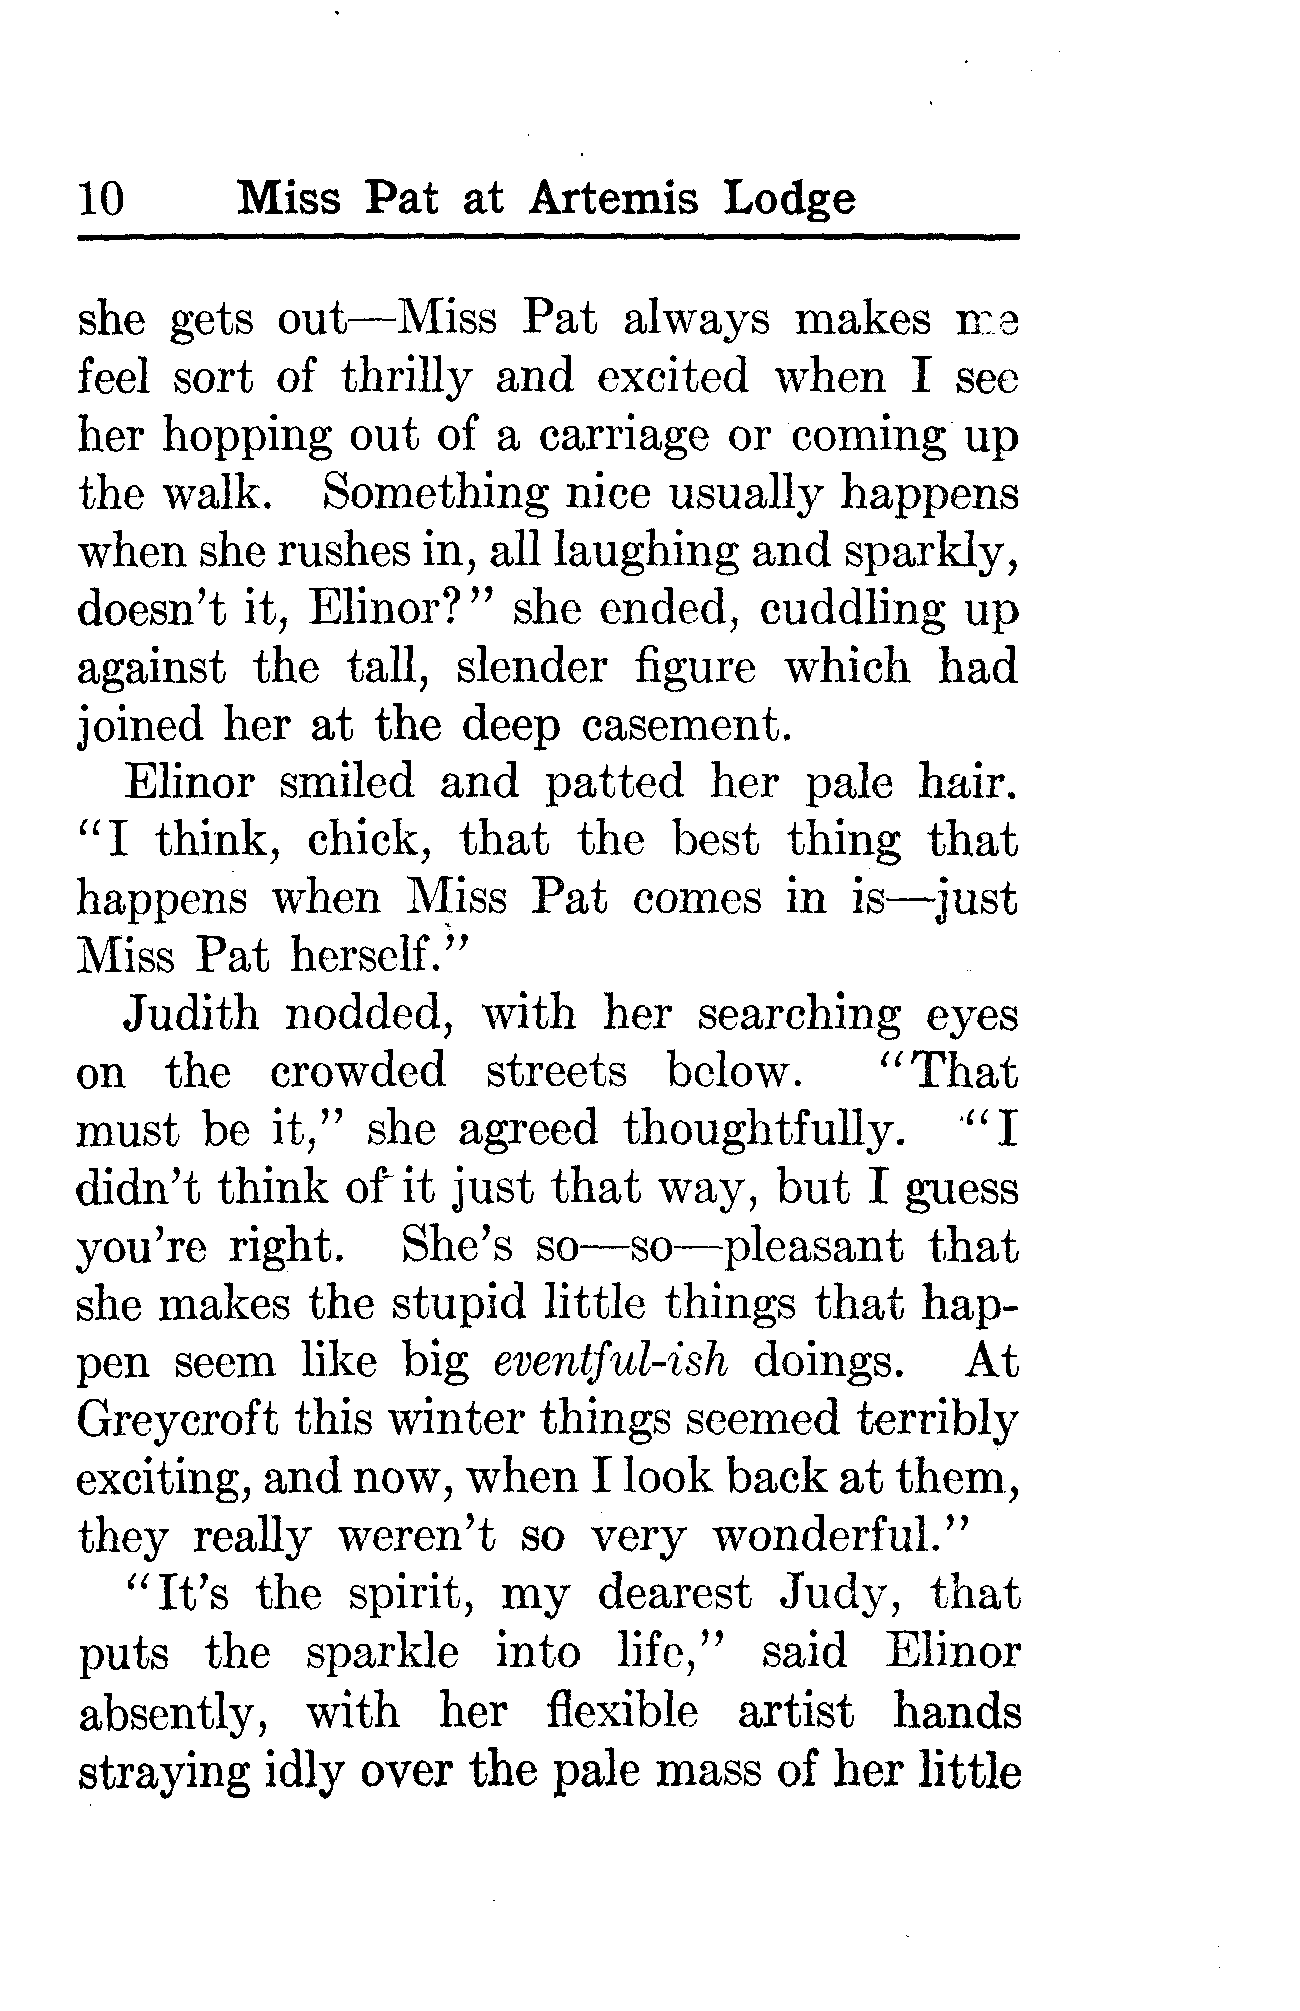 10 Miss Pat at Artemis Lodge
she gets out—Miss Pat always makes me
feel sort of thrilly and excited when I see
her hopping out of a carriage or coming up
the walk. Something nice usually happens
when she rushes in, all laughing and sparkly,
doesn't it, Elinor?" she ended, cuddling up
against the tall, slender figure which had
joined her at the deep casement.
Elinor smiled and patted her pale hair.
"I think, chick, that the best thing that
happens when Miss Pat comes in is—just
Miss Pat herself."
Judith nodded, with her searching eyes
on the crowded streets below. "That
must be it," she agreed thoughtfully. "I
didn't think of it just that way, but I guess
you're right. She's so—so—pleasant that
she makes the stupid little things that hap-
pen seem like big eventful-ish doings. At
Greycroft this winter things seemed terribly
exciting, and now, when I look back at them,
they really weren't so very wonderful."
"It's the spirit, my dearest Judy, that
puts the sparkle into life," said Elinor
absently, with her flexible artist hands
straying idly over the pale mass of her little